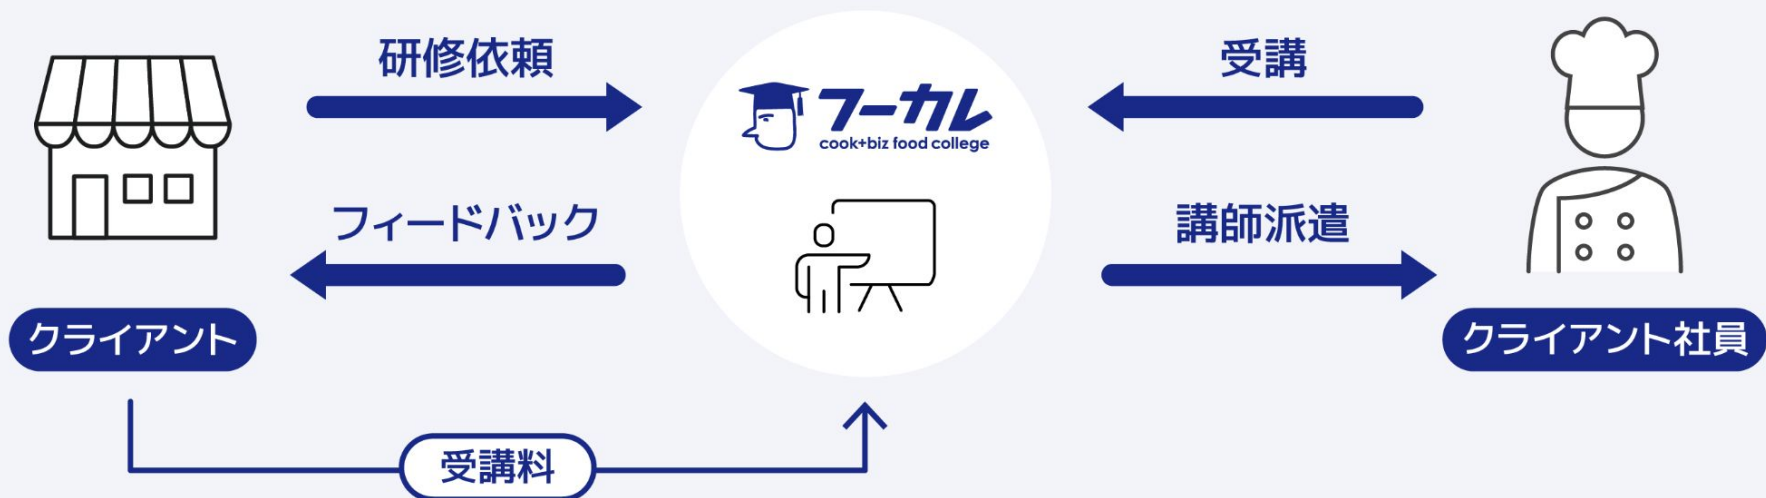 研修依頼
フーカレ
cook+biz food college
受講
フィードバック
講師派遣
クライアント
クライアント社員
受講料